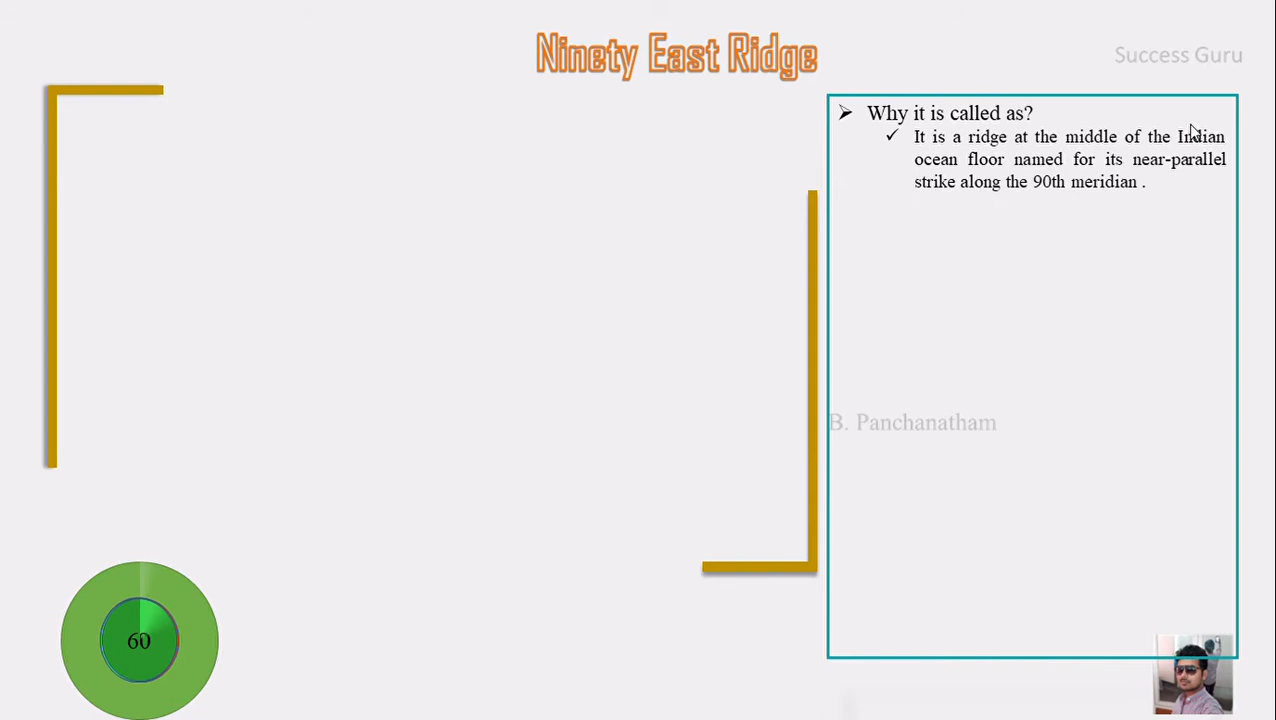 Ninety East Ridge
Success Guru
Why it is called as?
It is a ridge at the middle of the Indian
ocean floor named for its near-parallel
strike along the 90th meridian .
B. Panchanatham
60